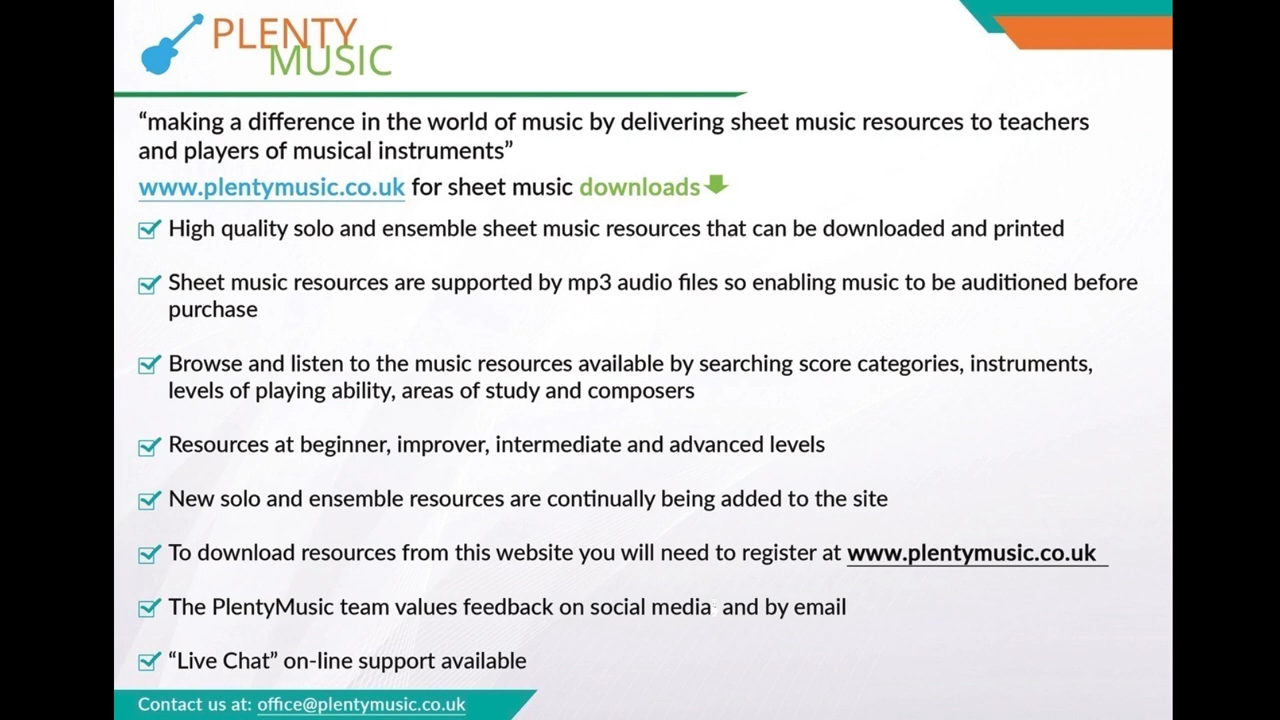 PLENTY
MUSIC
“making a difference in the world of music by delivering sheet music resources to teachers
and players of musical instruments”
www.plentymusic.co.uk for sheet music downloads
High quality solo and ensemble sheet music resources that can be downloaded and printed
Sheet music resources are supported by mp3 audio files so enabling music to be auditioned before
purchase
Browse and listen to the music resources available by searching score categories, instruments,
levels of playing ability, areas of study and composers
Resources at beginner, improver, intermediate and advanced levels
New solo and ensemble resources are continually being added to the site
To download resources from this website you will need to register at www.plentymusic.co.uk
The PlentyMusic team values feedback on social media and by email
“Live Chat” on-line support available
Contact us at: office@plentymusic.co.uk